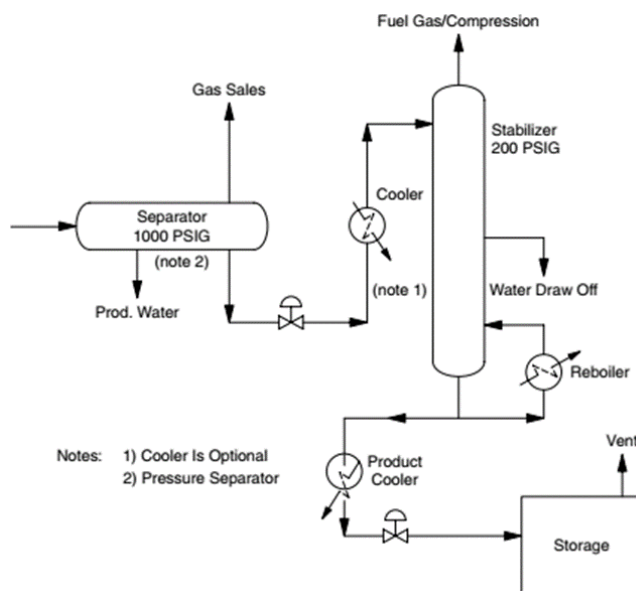 Fuel Gas/Compression
Gas Sales
Stabilizer
200 PSIG
Cooler
Separator
1000 PSIG
(note 2)
(note 1)
Water Draw Off
Prod. Water
Reboiler
Notes: 1) Cooler Is Optional
2) Pressure Separator
Product
Cooler
Vent
Storage